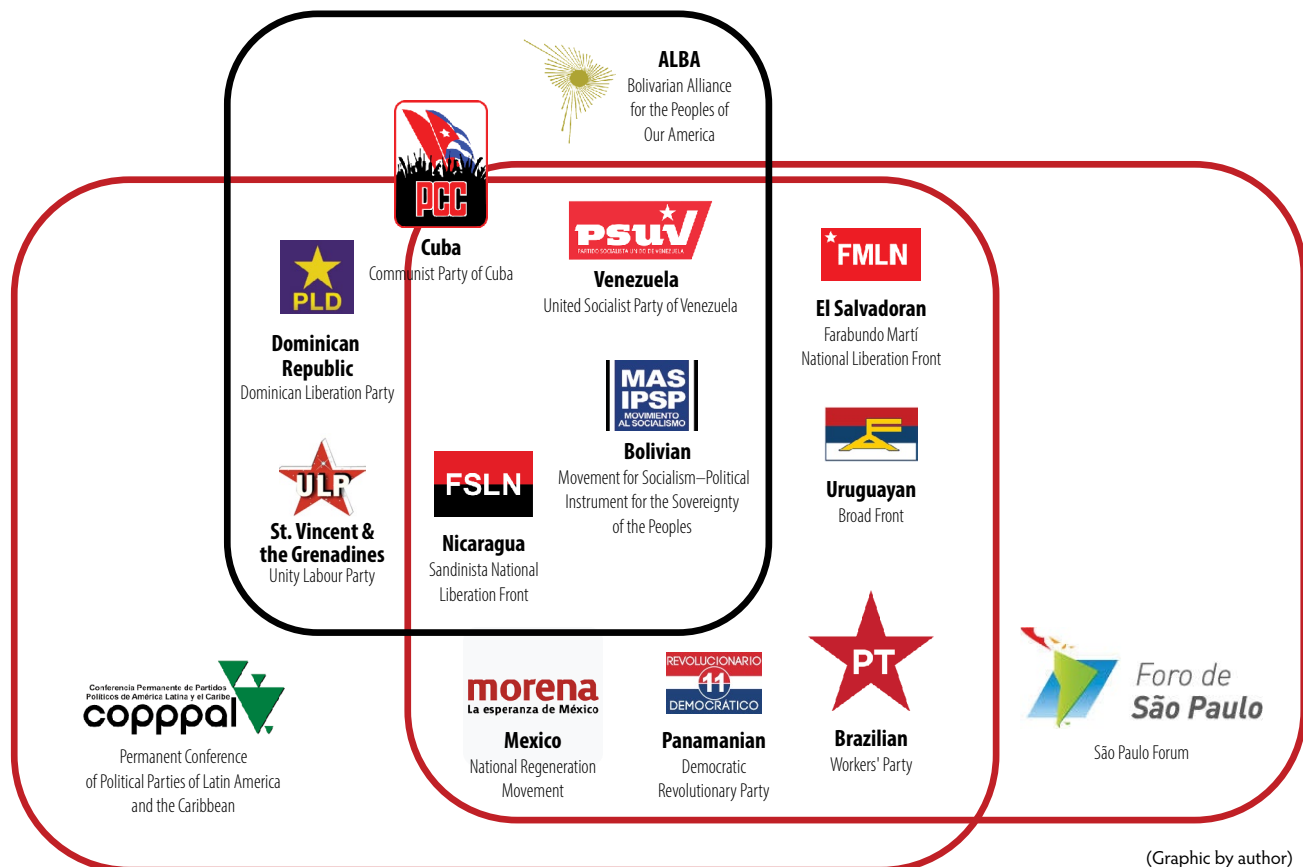 ALBA
Bolivarian Alliance
for the Peoples of
Our America
PCC
Cuba
Communist Party of Cuba
PSUV
PARTIDO SOCIALISTA UNIDO DE VENEZUELA
Venezuela
United Socialist Party of Venezuela
FMLN
El Salvadoran
Farabundo Martí
National Liberation Front
PLD
Dominican
Republic
Dominican Liberation Party
MAS
IPSP
MOVIMIENTO
AL SOCIALISMO
Bolivian
Movement for Socialism–Political
Instrument for the Sovereignty
of the Peoples
Uruguayan
Broad Front
ULP
St. Vincent &
the Grenadines
Unity Labour Party
FSLN
Nicaragua
Sandinista National
Liberation Front
Conferencia Permanente de Partidos
Políticos de América Latina y el Caribe
copppal
Permanent Conference
of Political Parties of Latin America
and the Caribbean
morena
La esperanza de México
Mexico
National Regeneration
Movement
REVOLUCIONARIO
11
DEMOCRÁTICO
Panamanian
Democratic
Revolutionary Party
PT
Brazilian
Workers' Party
Foro de
São Paulo
São Paulo Forum
(Graphic by author)